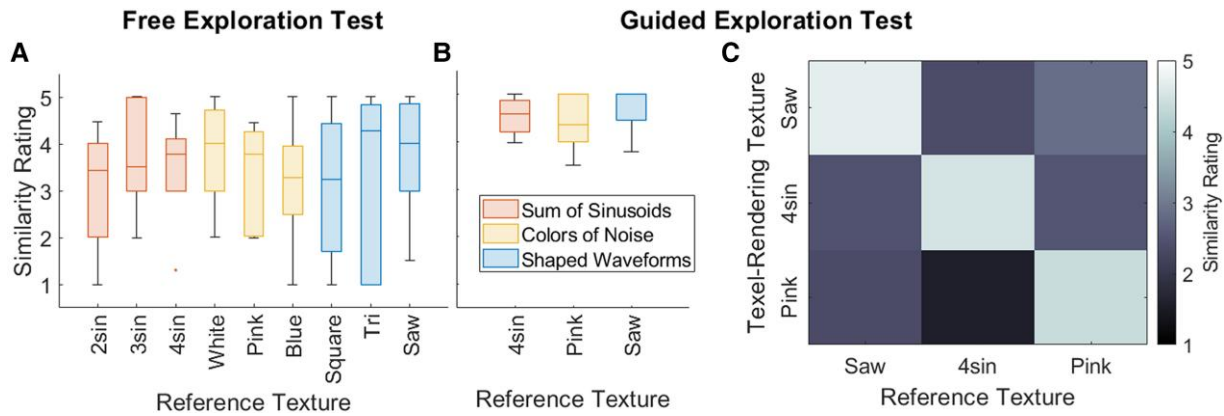 Free Exploration Test
Guided Exploration Test
A
B
C
Similarity Rating
5
4
3
2
1
2sin
3sin
4sin
White
Pink
Blue
Square
Tri
Saw
Reference Texture
Sum of Sinusoids
Colors of Noise
Shaped Waveforms
4sin
Pink
Saw
Reference Texture
Texel-Rendering Texture
Saw
4sin
Pink
Saw
4sin
Pink
Reference Texture
5
4
3
2
1
Similarity Rating